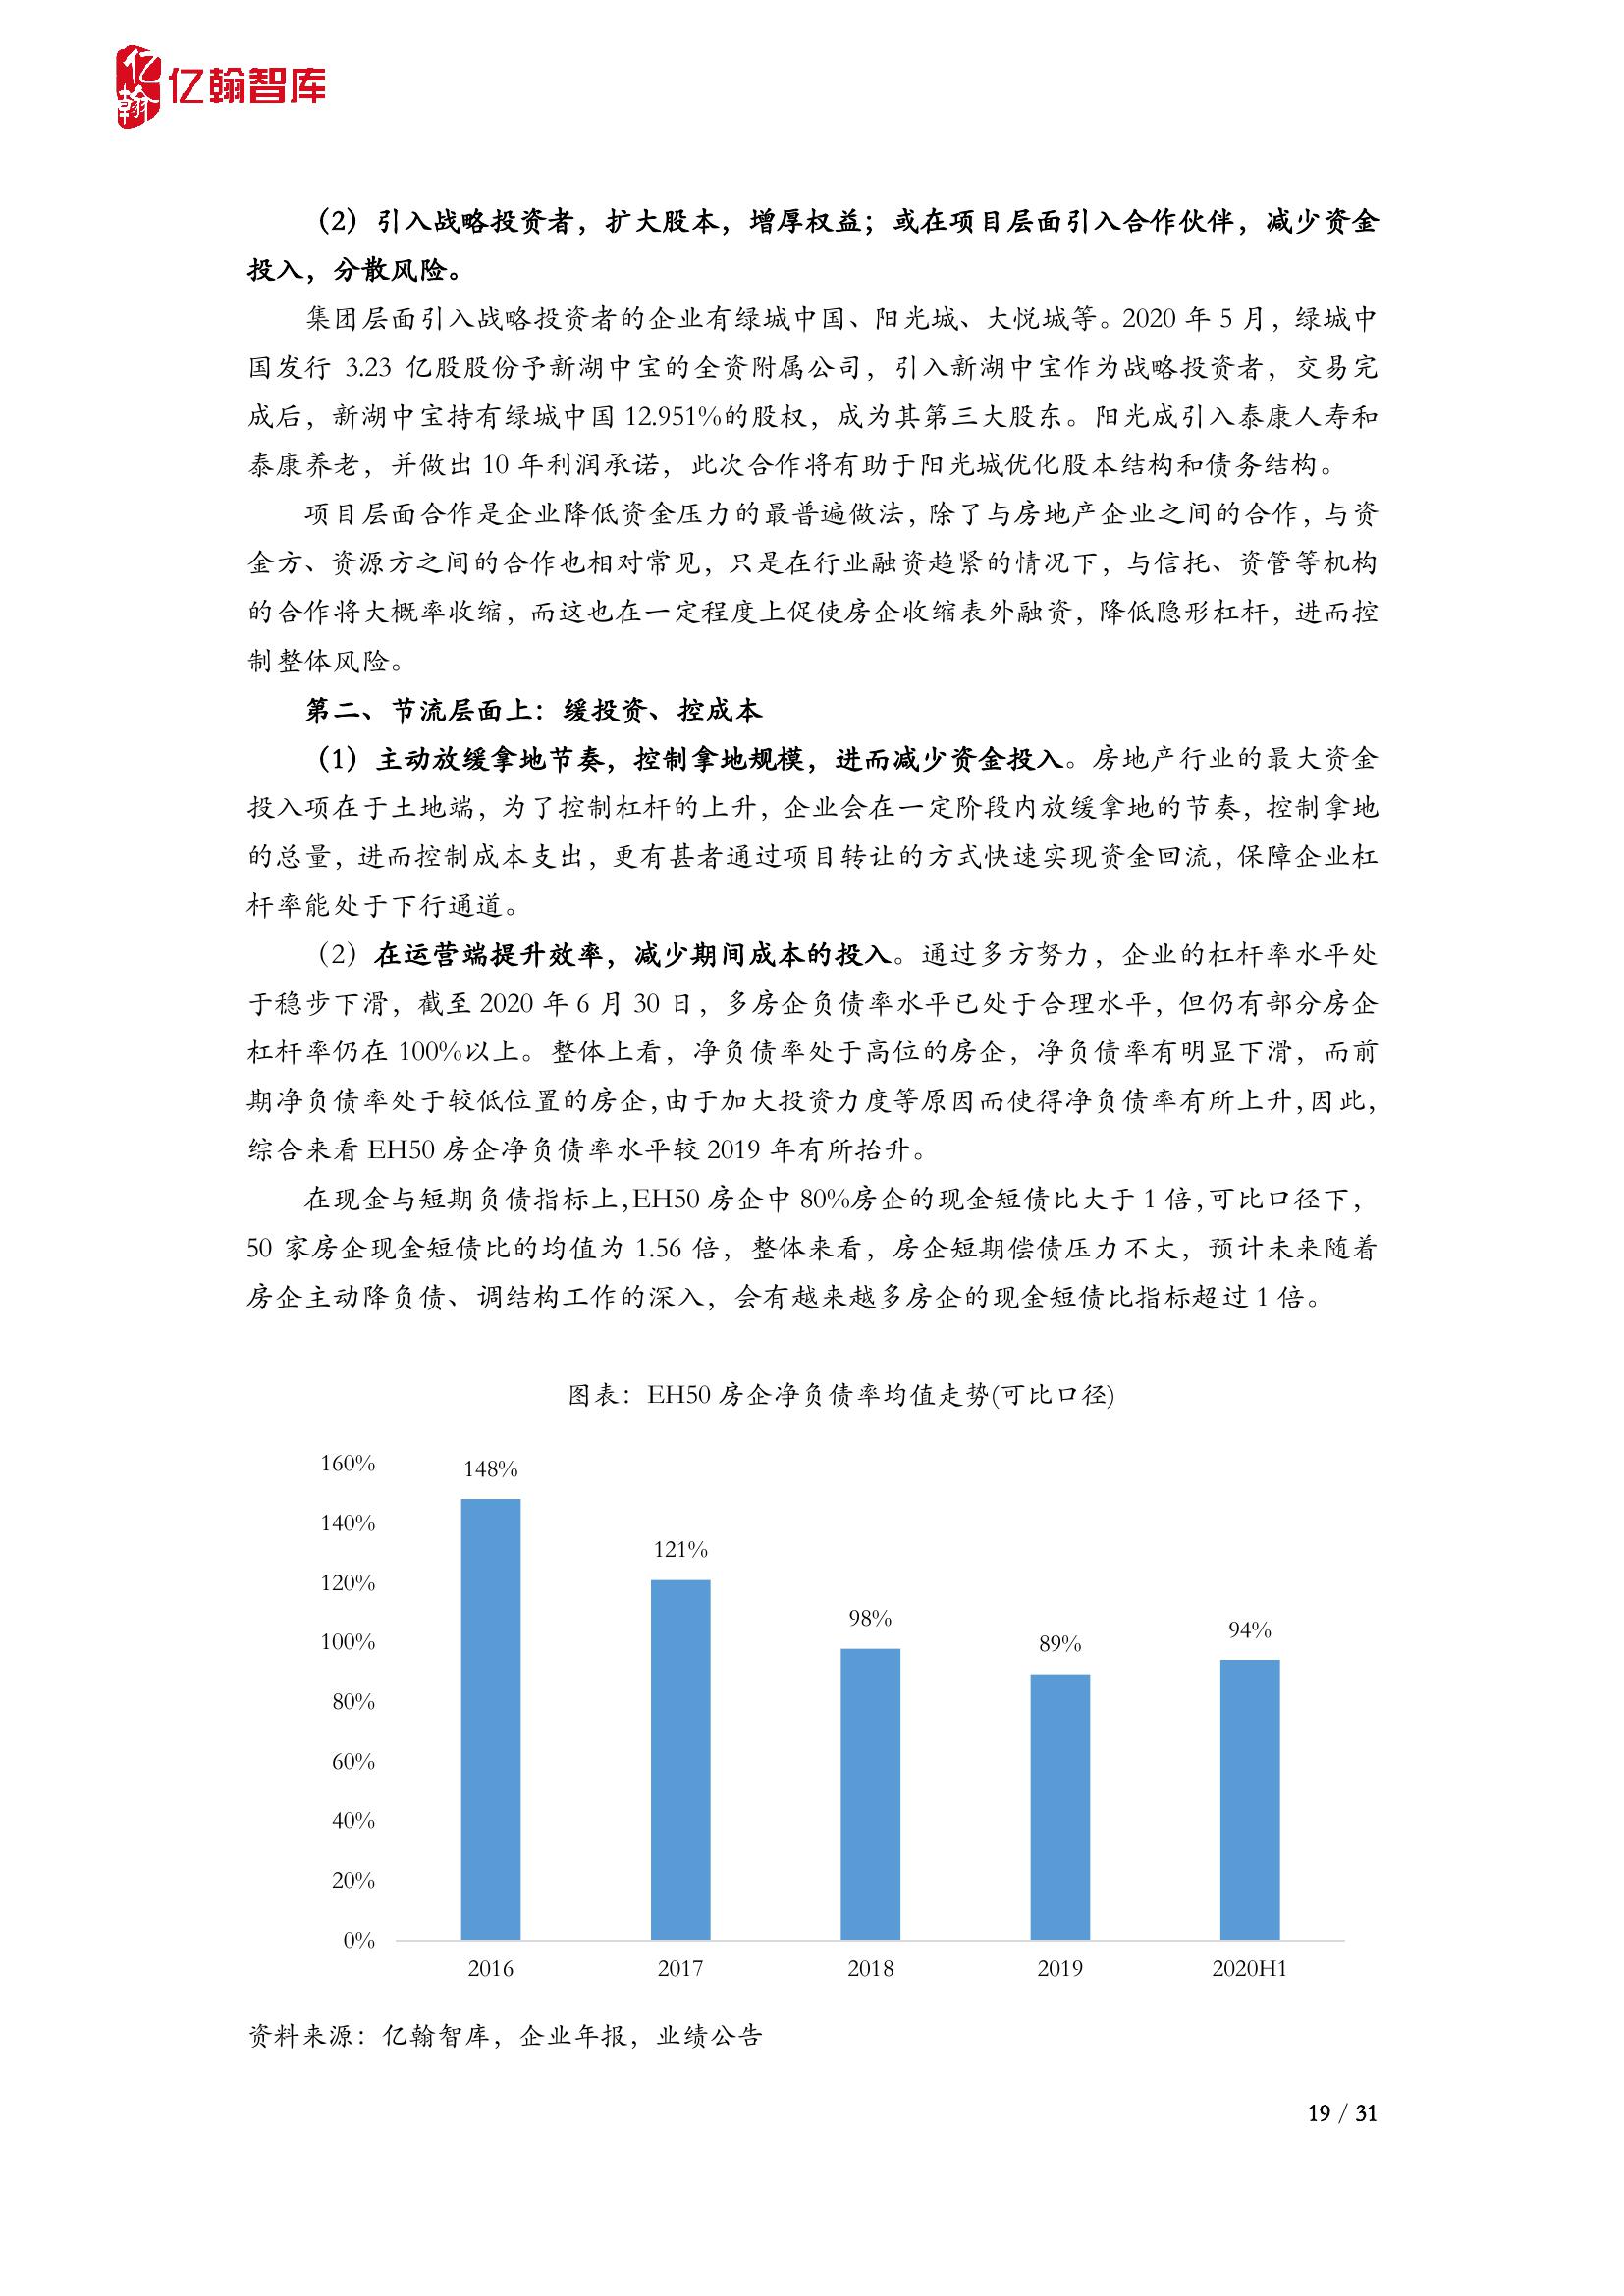 亿翰 亿翰智库
（2）引入战略投资者，扩大股本，增厚权益；或在项目层面引入合作伙伴，减少资金
投入，分散风险。
集团层面引入战略投资者的企业有绿城中国、阳光城、大悦城等。2020 年 5 月，绿城中
国发行 3.23 亿股股份予新湖中宝的全资附属公司，引入新湖中宝作为战略投资者，交易完
成后，新湖中宝持有绿城中国 12.951%的股权，成为其第三大股东。阳光成引入泰康人寿和
泰康养老，并做出 10 年利润承诺，此次合作将有助于阳光城优化股本结构和债务结构。
项目层面合作是企业降低资金压力的最普遍做法，除了与房地产企业之间的合作，与资
金方、资源方之间的合作也相对常见，只是在行业融资趋紧的情况下，与信托、资管等机构
的合作将大概率收缩，而这也在一定程度上促使房企收缩表外融资，降低隐形杠杆，进而控
制整体风险。
第二、节流层面上：缓投资、控成本
（1）主动放缓拿地节奏，控制拿地规模，进而减少资金投入。房地产行业的最大资金
投入项在于土地端，为了控制杠杆的上升，企业会在一定阶段内放缓拿地的节奏，控制拿地
的总量，进而控制成本支出，更有甚者通过项目转让的方式快速实现资金回流，保障企业杠
杆率能处于下行通道。
（2）在运营端提升效率，减少期间成本的投入。通过多方努力，企业的杠杆率水平处
于稳步下滑，截至 2020 年 6 月 30 日，多房企负债率水平已处于合理水平，但仍有部分房企
杠杆率仍在 100%以上。整体上看，净负债率处于高位的房企，净负债率有明显下滑，而前
期净负债率处于较低位置的房企，由于加大投资力度等原因而使得净负债率有所上升，因此，
综合来看 EH50 房企净负债率水平较 2019 年有所抬升。
在现金与短期负债指标上，EH50 房企中 80%房企的现金短债比大于 1 倍，可比口径下，
50 家房企现金短债比的均值为 1.56 倍，整体来看，房企短期偿债压力不大，预计未来随着
房企主动降负债、调结构工作的深入，会有越来越多房企的现金短债比指标超过 1 倍。
图表：EH50 房企净负债率均值走势(可比口径)
160%
140%
120%
100%
80%
60%
40%
20%
0%
148%
121%
98%
89%
94%
2016 2017 2018 2019 2020H1
资料来源：亿翰智库，企业年报，业绩公告
19 / 31